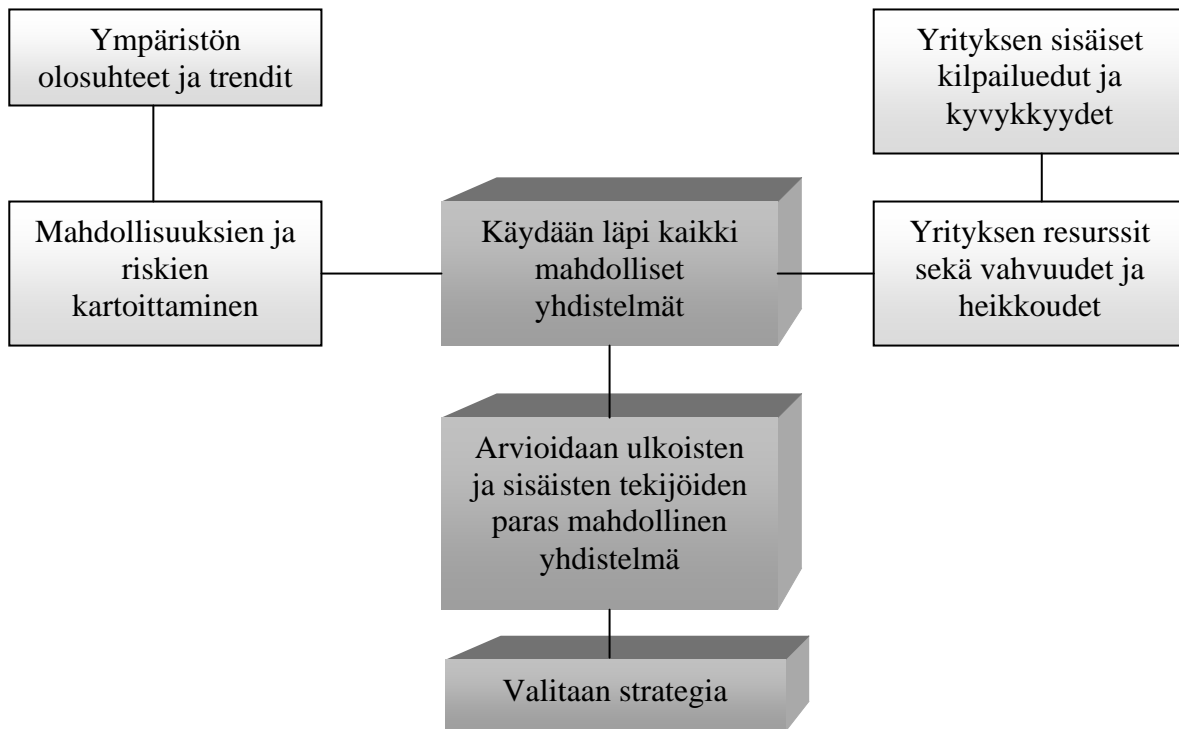 Ympäristön
olosuhteet ja trendit
Yrityksen sisäiset
kilpailuedut ja
kyvykkyydet
Mahdollisuuksien ja
riskien
kartoittaminen
Käydään läpi kaikki
mahdolliset
yhdistelmät
Yrityksen resurssit
sekä vahvuudet ja
heikkoudet
Arvioidaan ulkoisten
ja sisäisten tekijöiden
paras mahdollinen
yhdistelmä
Valitaan strategia